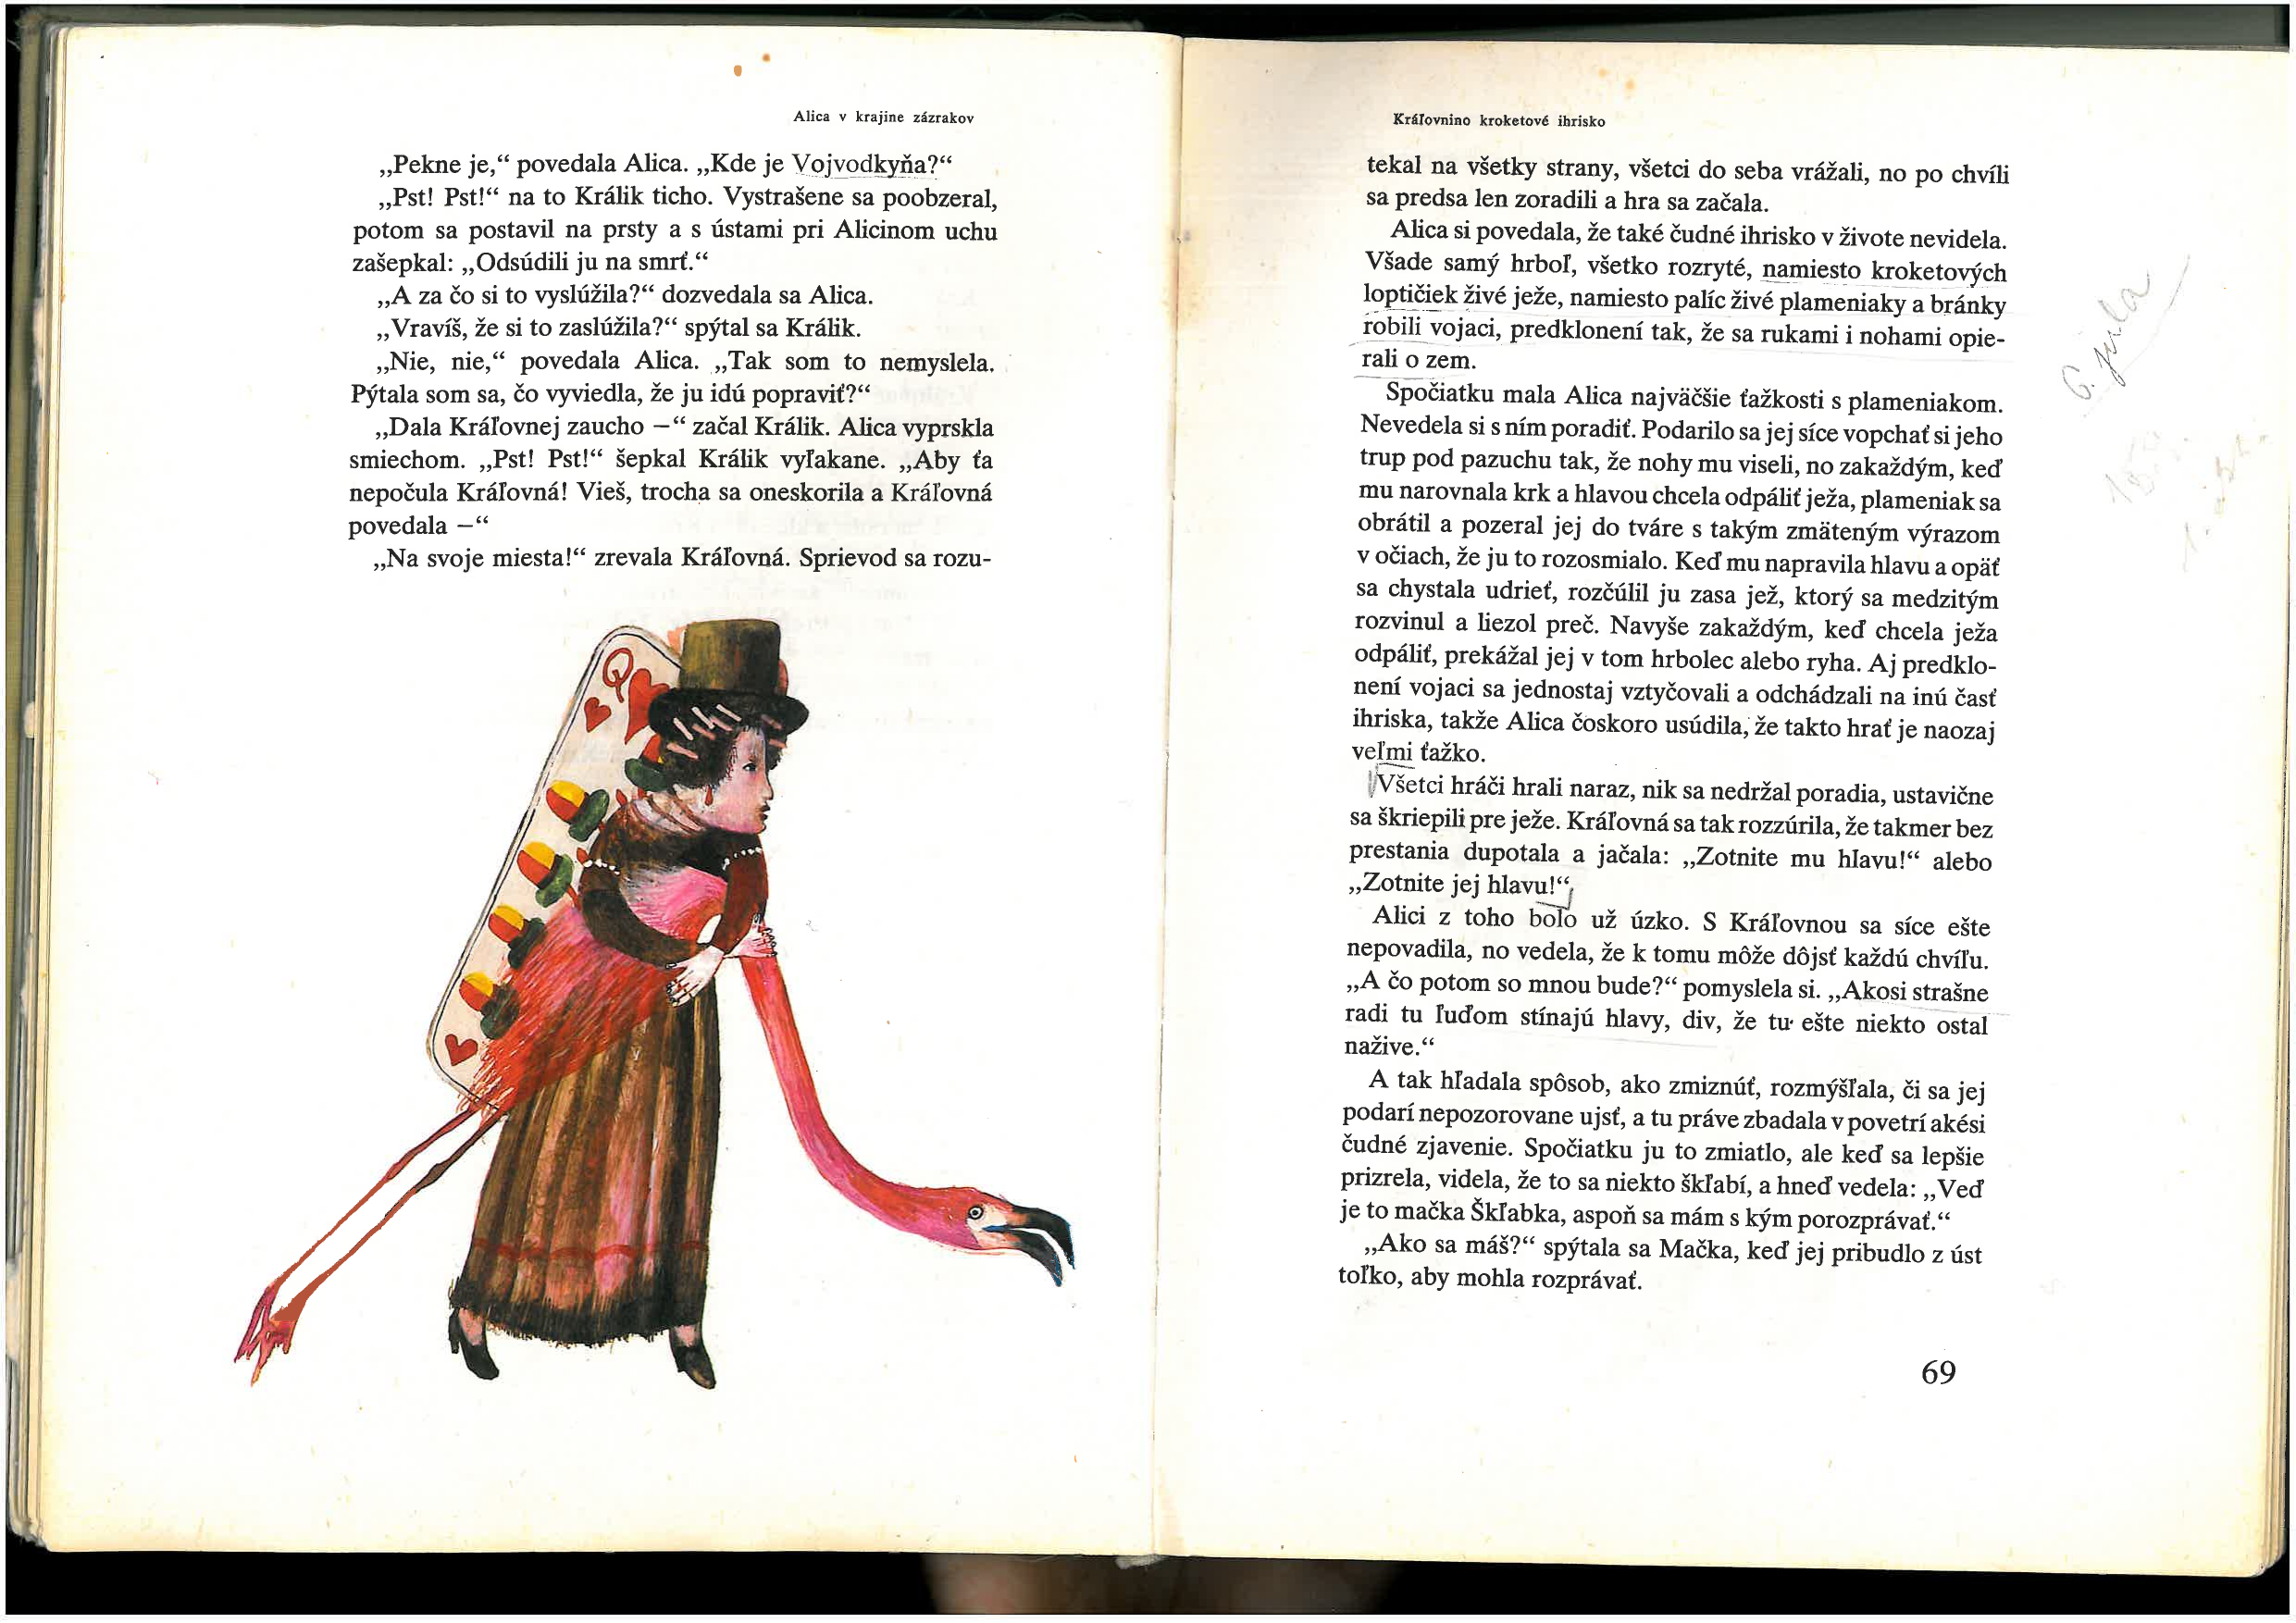 Alica v krajine zázrakov
„Pekne je,“ povedala Alica. „Kde je Vojvodkyňa?“
„Pst! Pst!“ na to Králik ticho. Vystrašene sa poobzeral,
potom sa postavil na prsty a s ústami pri Alicinom uchu
zašepkal: „Odsúdili ju na smrť.“
„A za čo si to vyslúžila?“ dozvedala sa Alica.
„Vravíš, že si to zaslúžila?“ spýtal sa Králik.
„Nie, nie,“ povedala Alica. „Tak som to nemyslela.
Pýtala som sa, čo vyviedla, že ju idú popraviť?“
„Dala Kráľovnej zaucho —“ začal Králik. Alica vyprskla
smiechom. „Pst! Pst!“ šepkal Králik vyľakane. „Aby ťa
nepočula Kráľovná! Vieš, trocha sa oneskorila a Kráľovná
povedala —“
„Na svoje miesta!“ zrevala Kráľovná. Sprievod sa rozu-
Q
Kráľovnino kroketové ihrisko
tekal na všetky strany, všetci do seba vrážali, no po chvíli
sa predsa len zoradili a hra sa začala.
Alica si povedala, že také čudné ihrisko v živote nevidela.
Všade samý hrboľ, všetko rozryté, namiesto kroketových
loptičiek živé ježe, namiesto palíc živé plameniaky a bránky
robili vojaci, predklonení tak, že sa rukami i nohami opie-
rali o zem.
Spočiatku mala Alica najväčšie ťažkosti s plameniakom.
Nevedela si s ním poradiť. Podarilo sa jej síce vopchať si jeho
trup pod pazuchu tak, že nohy mu viseli, no zakaždým, keď
mu narovnala krk a hlavou chcela odpáliť ježa, plameniak sa
obrátil a pozeral jej do tváre s takým zmäteným výrazom
v očiach, že ju to rozosmialo. Keď mu napravila hlavu a opäť
sa chystala udrieť, rozčúlil ju zasa jež, ktorý sa medzitým
rozvinul a liezol preč. Navyše zakaždým, keď chcela ježa
odpáliť, prekážal jej v tom hrbolec alebo ryha. Aj predklo-
není vojaci sa jednostaj vztyčovali a odchádzali na inú časť
ihriska, takže Alica čoskoro usúdila, že takto hrať je naozaj
veľmi ťažko.
Všetci hráči hrali naraz, nik sa nedržal poradia, ustavične
sa škriepili pre ježe. Kráľovná sa tak rozzúrila, že takmer bez
prestania dupotala a jačala: „Zotnite mu hlavu!“ alebo
„Zotnite jej hlavu!“
Alici z toho bolo už úzko. S Kráľovnou sa síce ešte
nepovadila, no vedela, že k tomu môže dôjsť každú chvíľu.
„A čo potom so mnou bude?“ pomyslela si. „Akosi strašne
radi tu ľuďom stínajú hlavy, div, že tu ešte niekto ostal
nažive.“
A tak hľadala spôsob, ako zmiznúť, rozmýšľala, či sa jej
podarí nepozorovane ujsť, a tu práve zbadala v povetrí akési
čudné zjavenie. Spočiatku ju to zmiatlo, ale keď sa lepšie
prizrela, videla, že to sa niekto škľabí, a hneď vedela: „Veď
je to mačka Škľabka, aspoň sa mám s kým porozprávať.“
„Ako sa máš?“ spýtala sa Mačka, keď jej pribudlo z úst
toľko, aby mohla rozprávať.
69